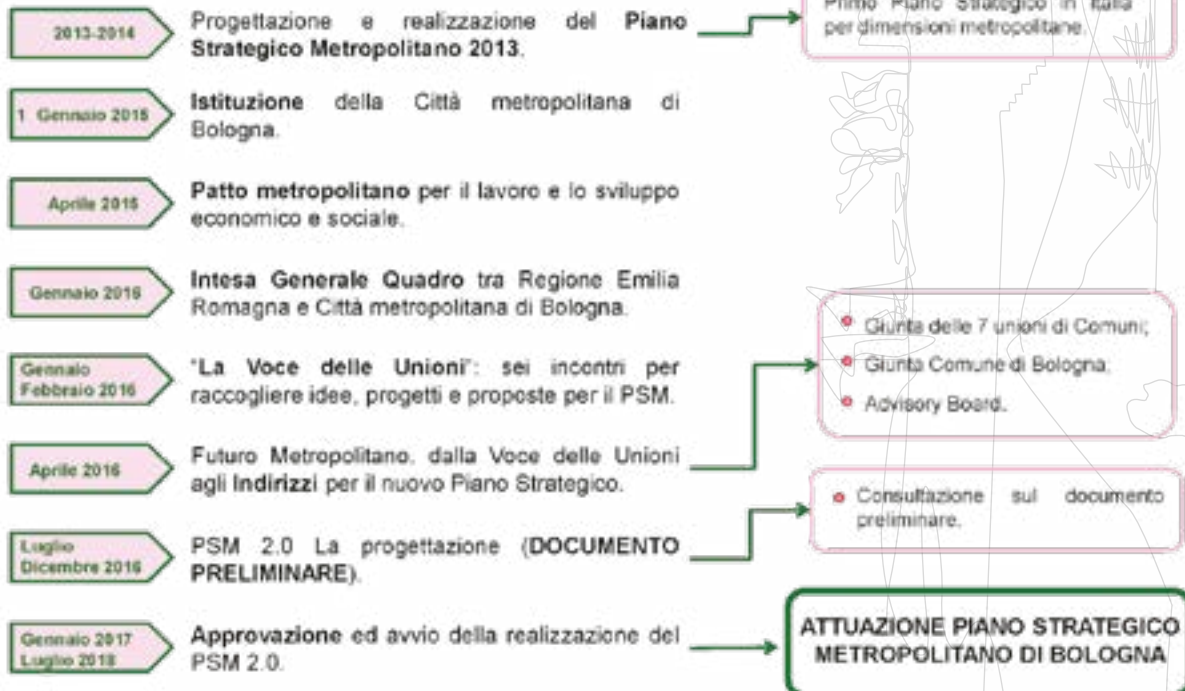 2013-2014
Progettazione e realizzazione del Piano
Strategico Metropolitano 2013.
Primo Piano Strategico in Italia
per dimensioni metropolitane.
1 Gennaio 2015
Istituzione della Città metropolitana di
Bologna.
Aprile 2015
Patto metropolitano per il lavoro e lo sviluppo
economico e sociale.
Gennaio 2016
Intesa Generale Quadro tra Regione Emilia
Romagna e Città metropolitana di Bologna.
Gennaio
Febbraio 2016
"La Voce delle Unioni": sei incontri per
raccogliere idee, progetti e proposte per il PSM.
Aprile 2016
Futuro Metropolitano. dalla Voce delle Unioni
agli Indirizzi per il nuovo Piano Strategico.
Giunta delle 7 unioni di Comuni;
Giunta Comune di Bologna;
Advisory Board.
Luglio
Dicembre 2016
PSM 2.0 La progettazione (DOCUMENTO
PRELIMINARE).
Consultazione sul documento
preliminare.
Gennaio 2017
Luglio 2018
Approvazione ed avvio della realizzazione del
PSM 2.0.
ATTUAZIONE PIANO STRATEGICO
METROPOLITANO DI BOLOGNA